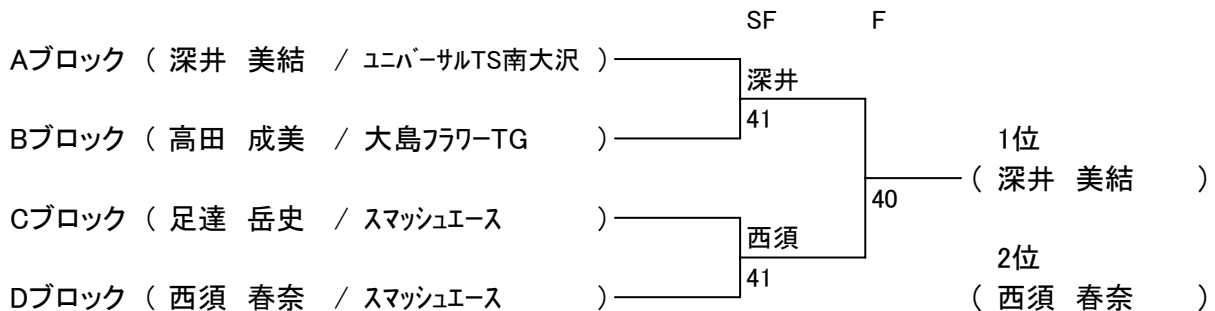 SF F
Aブロック ( 深井 美結 / ユニバーサルTS南大沢 )
深井
41
Bブロック ( 高田 成美 / 大島フラワーTG )
1位
( 深井 美結 )
40
Cブロック ( 足達 岳史 / スマッシュエース )
西須
2位
41
Dブロック ( 西須 春奈 / スマッシュエース )
( 西須 春奈 )